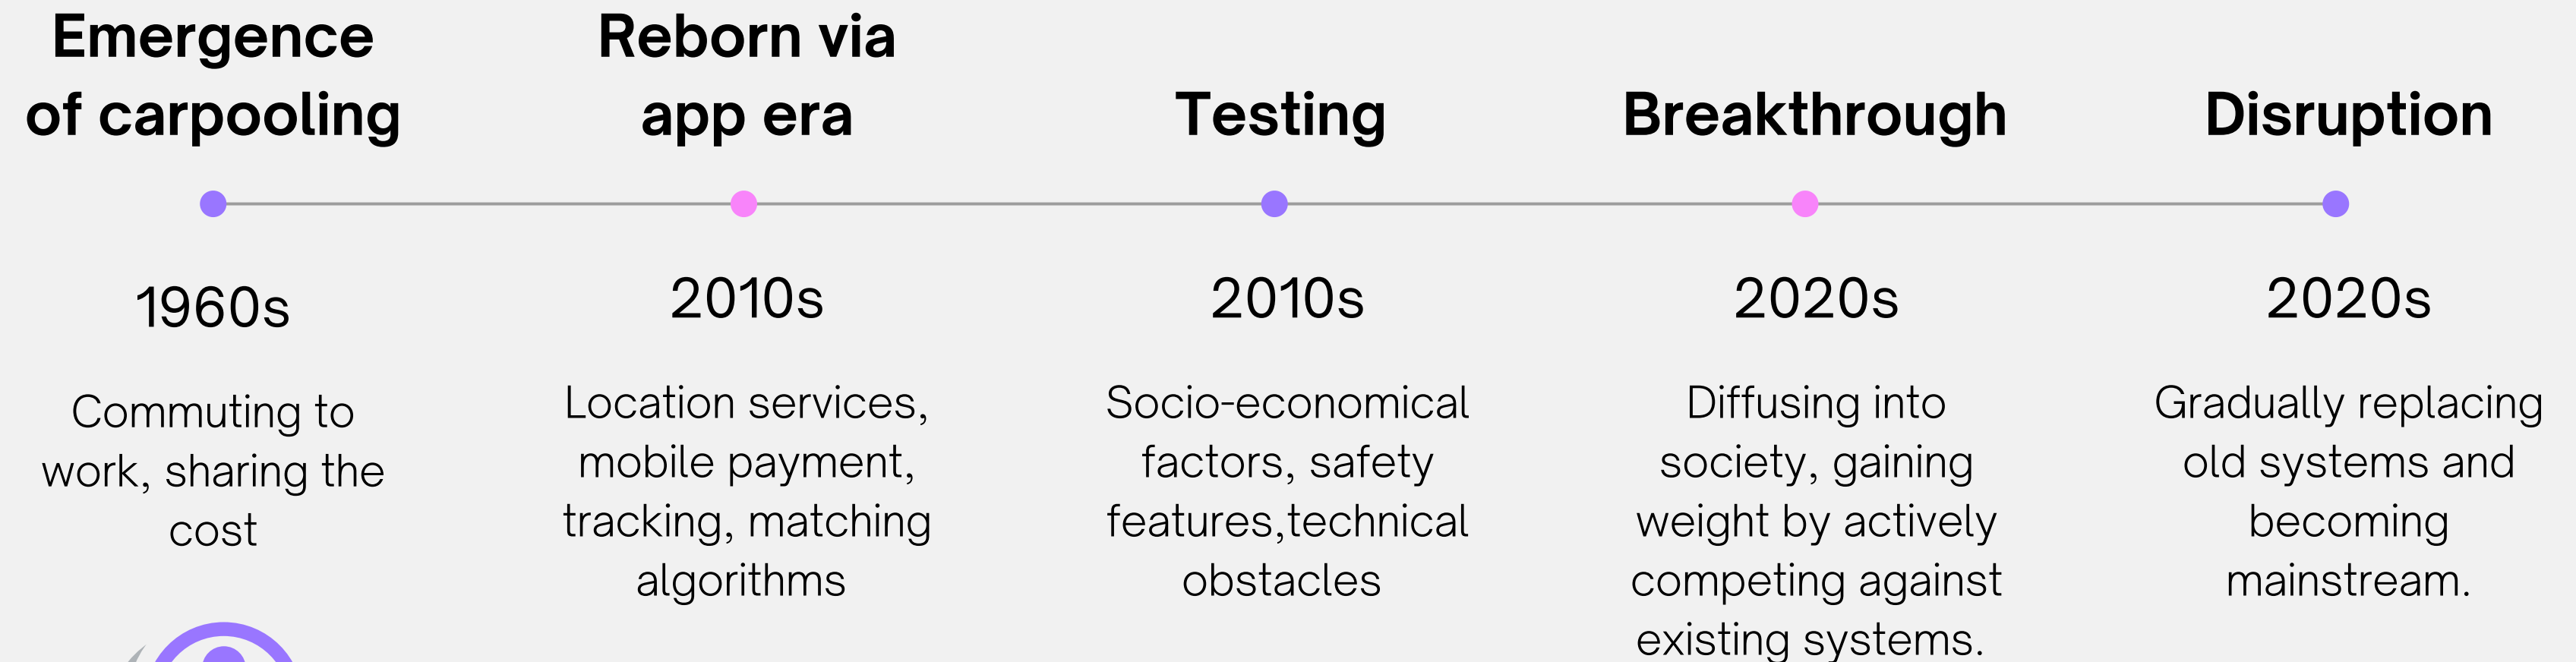 Emergence
of carpooling
1960s
Commuting to
work, sharing the
cost
Reborn via
app era
2010s
Location services,
mobile payment,
tracking, matching
algorithms
Testing
2010s
Socio-economical
factors, safety
features,technical
obstacles
Breakthrough
2020s
Diffusing into
society, gaining
weight by actively
competing against
existing systems.
Disruption
2020s
Gradually replacing
old systems and
becoming
mainstream.